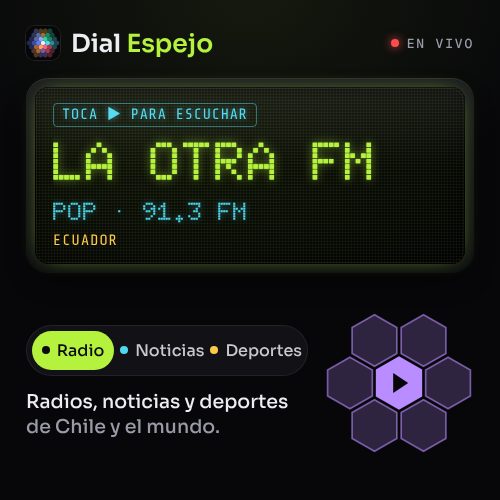 Dial Espejo
EN VIVO
TOCA ▶ PARA ESCUCHAR
LA OTRA FM
POP · 91.3 FM
ECUADOR
Radio Noticias Deportes
Radios, noticias y deportes
de Chile y el mundo.